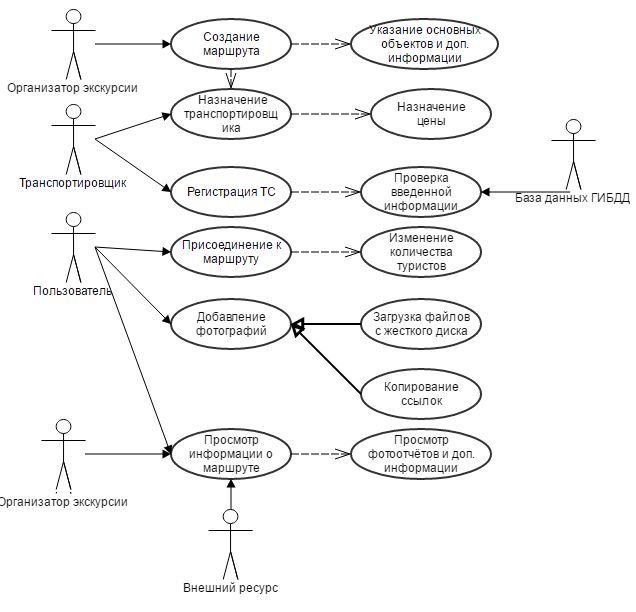 Создание
маршрута
Указание основных
объектов и доп.
информации
Организатор экскурсии
Назначение
транспортировщ
ика
Назначение
цены
Транспортировщик
Регистрация ТС
Проверка
введенной
информации
База данных ГИБДД
Присоединение к
маршруту
Изменение
количества
туристов
Пользователь
Добавление
фотографий
Загрузка файлов
с жесткого диска
Копирование
ссылок
Просмотр
информации о
маршруте
Просмотр
фотоотчётов и доп.
информации
Организатор экскурсии
Внешний ресурс